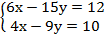 6x − 15y = 12
4x − 9y = 10